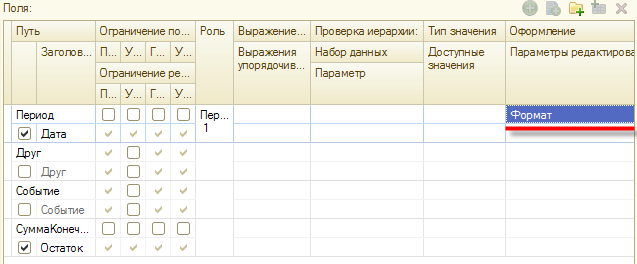 Поля:
Путь Ограничение по... Роль Выражение... Проверка иерархии: Тип значения Оформление
Заголо... П... У... Г... У... Выражения упорядочив... Набор данных Доступные значения Параметры редактирова
Ограничение ре... Параметр
П... У... Г... У...
Период Пер... Формат
Дата 1
Друг
Друг
Событие
Событие
СуммаКонеч...
Остаток